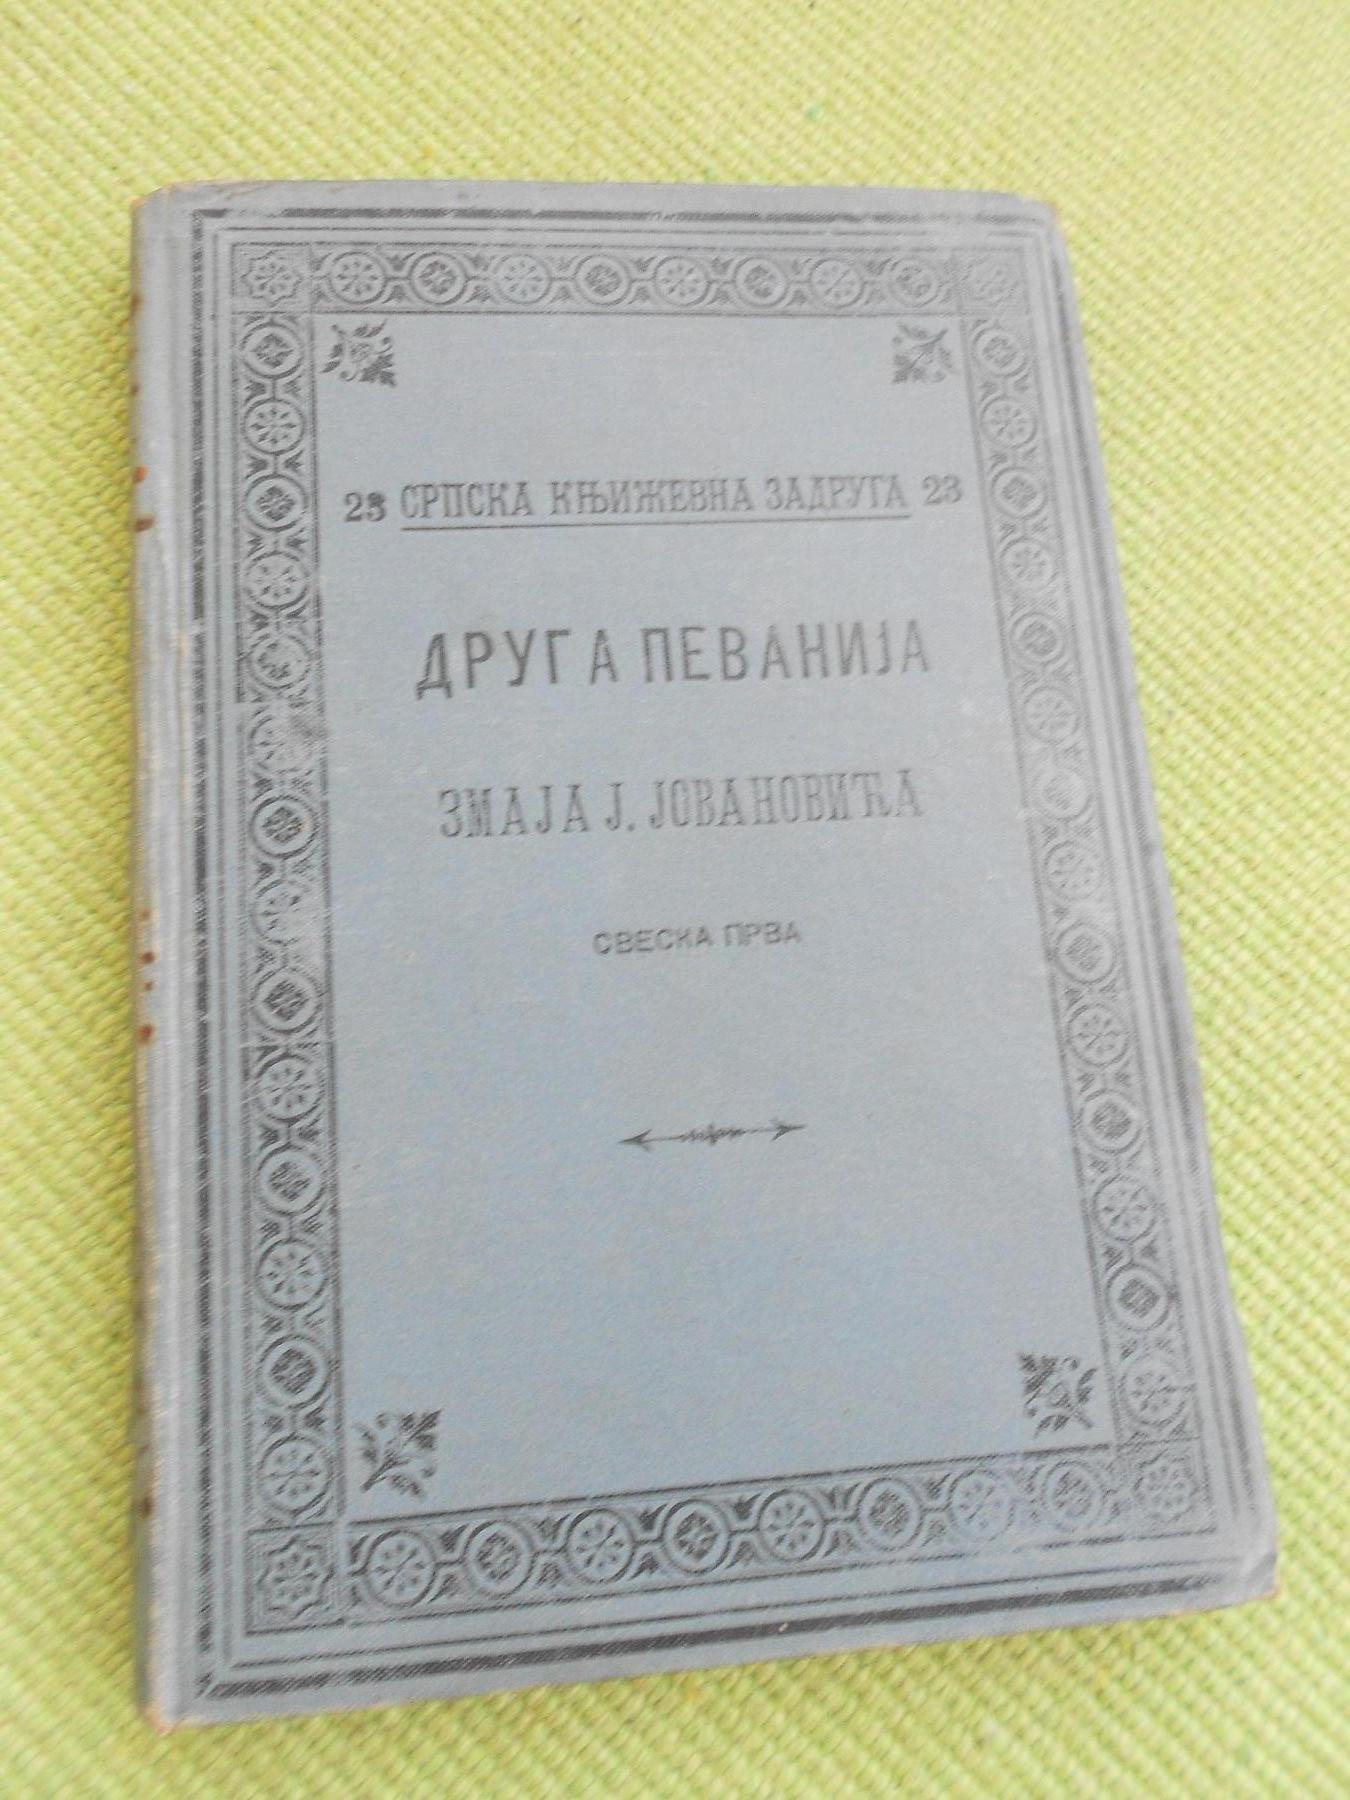 23 СРПСКА КЊИЖЕВНА ЗАДРУГА 23
ДРУГА ПЕВАНИЈА
ЗМАЈА Ј. ЈОВАНОВИЋА
СВЕСКА ПРВА